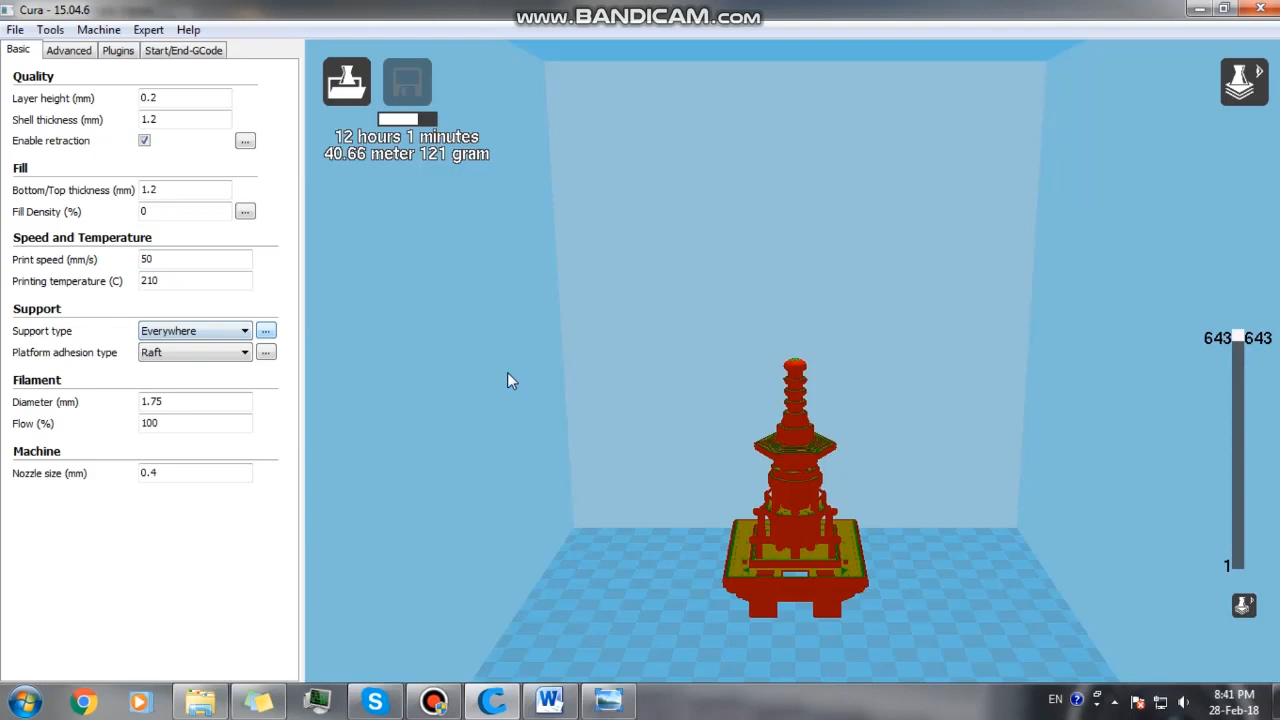 Cura - 15.04.6
www.BANDICAM.com
File Tools Machine Expert Help
Basic Advanced Plugins Start/End-GCode
Quality
Layer height (mm) 0.2
Shell thickness (mm) 1.2
Enable retraction ...
Fill
Bottom/Top thickness (mm) 1.2
Fill Density (%) 0 ...
Speed and Temperature
Print speed (mm/s) 50
Printing temperature (C) 210
Support
Support type Everywhere ...
Platform adhesion type Raft ...
Filament
Diameter (mm) 1.75
Flow (%) 100
Machine
Nozzle size (mm) 0.4
12 hours 1 minutes
40.66 meter 121 gram
643 643
1
EN 8:41 PM
28-Feb-18